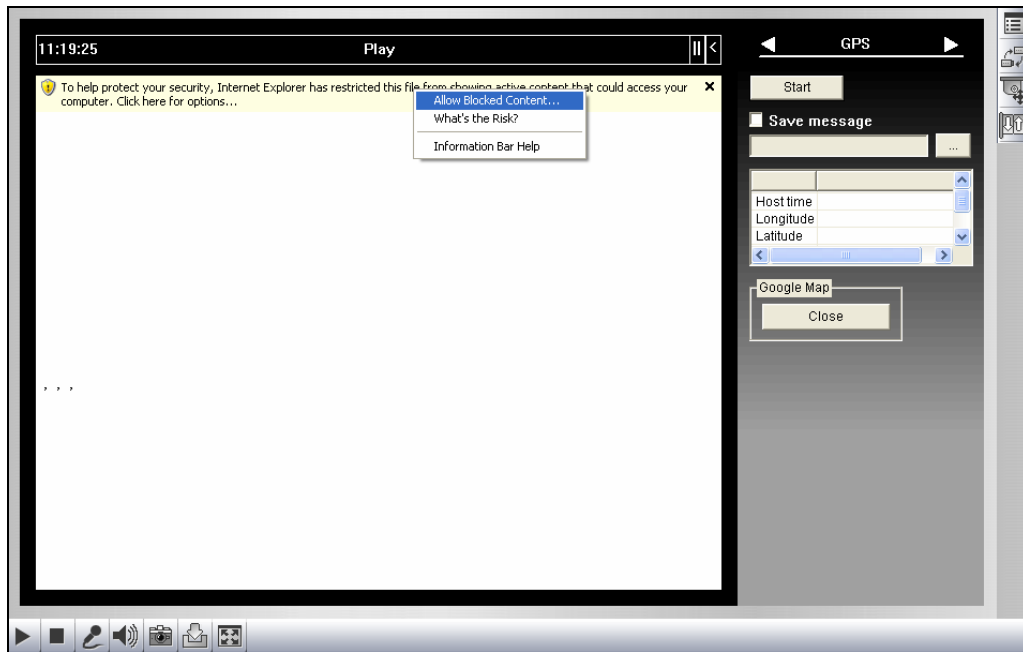 11:19:25 Play
To help protect your security, Internet Explorer has restricted this file from showing active content that could access your
computer. Click here for options...
Allow Blocked Content...
What's the Risk?
Information Bar Help
, , ,
GPS
Start
Save message
...
Host time
Longitude
Latitude
Google Map
Close